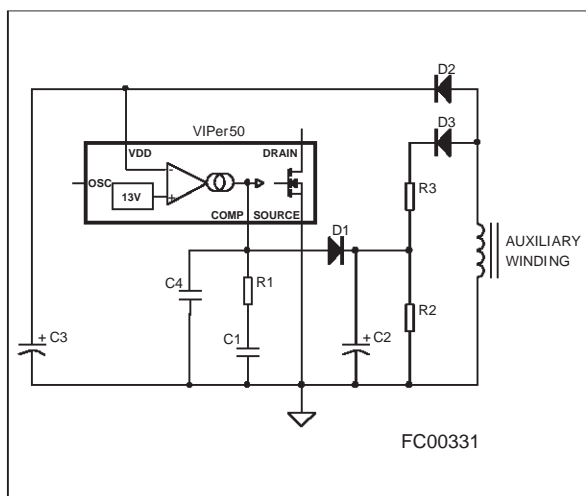 D2
D3
VIPer50
VDD
DRAIN
-
OSC
13V
+
COMP
SOURCE
R3
D1
AUXILIARY
WINDING
C4
R1
R2
+
C3
C1
+
C2
FC00331